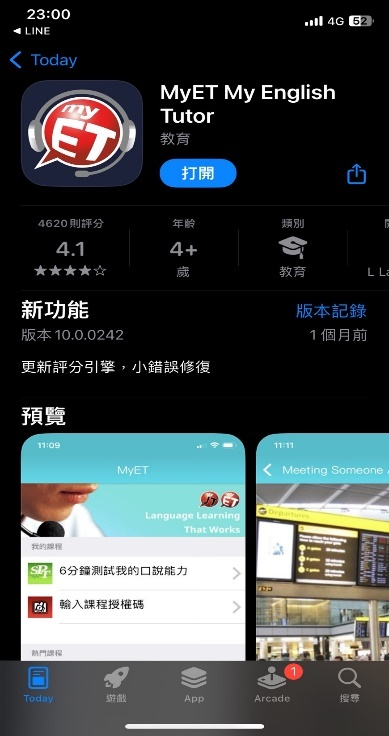 23:00
4G 52
◀ LINE
Today
my
ET
MyET My English
Tutor
教育
打開
4620 則評分
年齡
類別
4.1
4+
★★★★☆
歲
教育
L La
新功能
版本記錄
版本 10.0.0242
1 個月前
更新評分引擎，小錯誤修復
預覽
11:09
MyET
Language Learning
That Works
我的課程
6分鐘測試我的口說能力
輸入課程授權碼
熱門課程
11:11
Meeting Someone
Departures
Today
遊戲
App
Arcade
1
搜尋